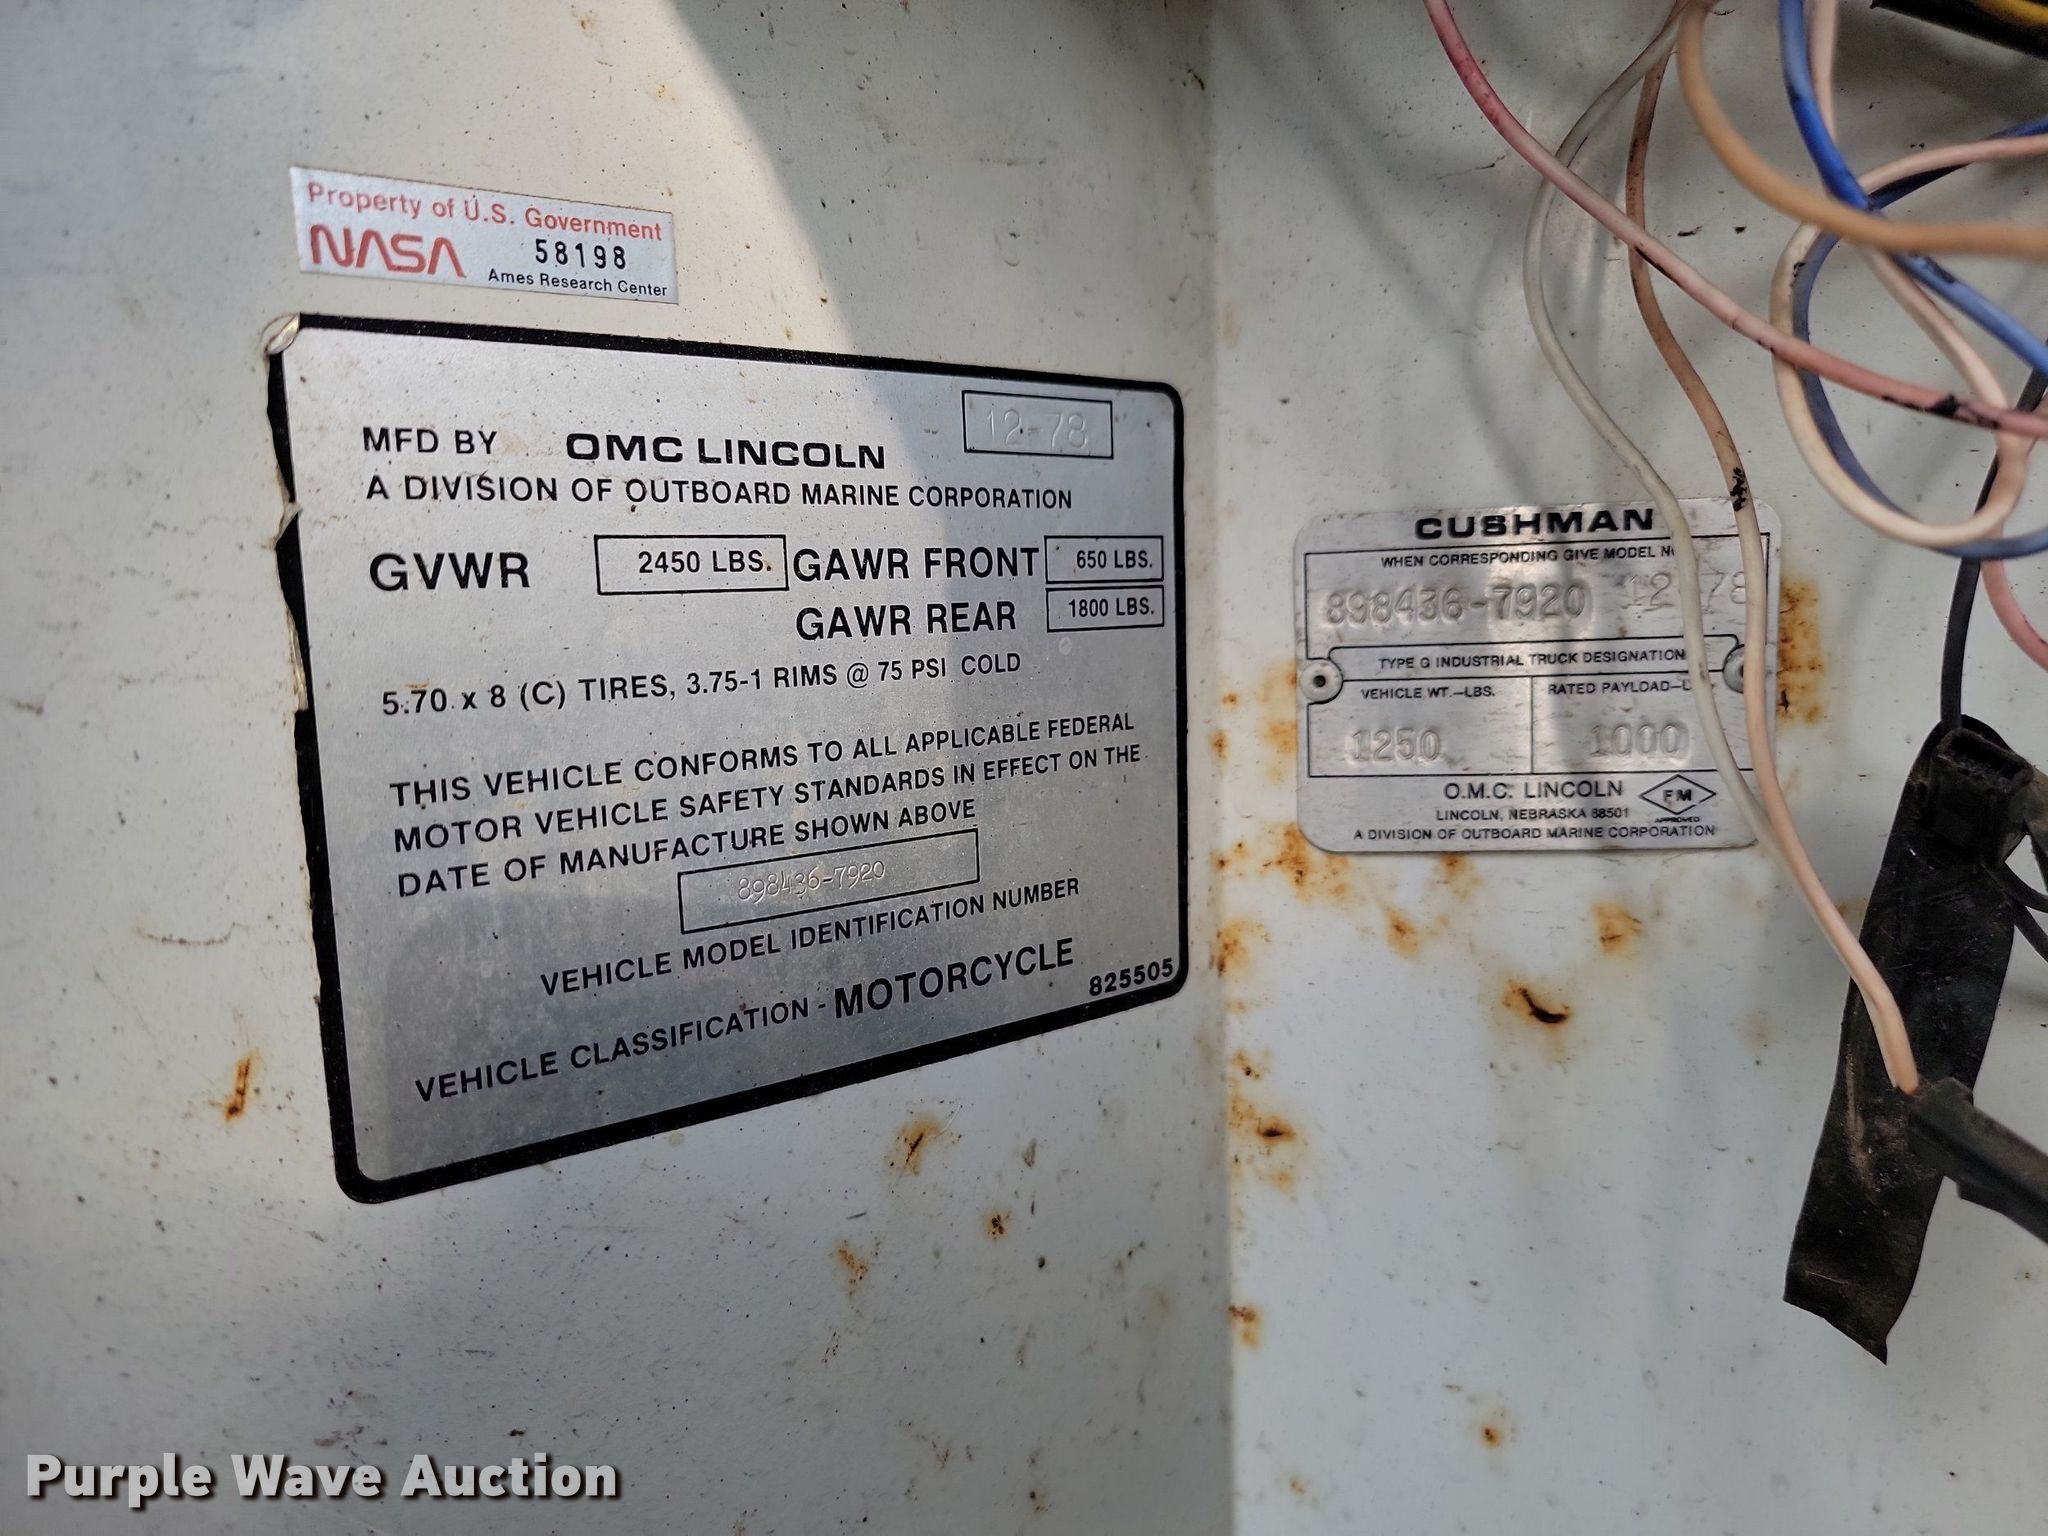 Property of U.S. Government
NASA 58198
Ames Research Center
12-78
MFD BY OMC LINCOLN
A DIVISION OF OUTBOARD MARINE CORPORATION
GVWR 2450 LBS. GAWR FRONT 650 LBS.
GAWR REAR 1800 LBS.
5.70 x 8 (C) TIRES, 3.75-1 RIMS @ 75 PSI COLD
THIS VEHICLE CONFORMS TO ALL APPLICABLE FEDERAL
MOTOR VEHICLE SAFETY STANDARDS IN EFFECT ON THE
DATE OF MANUFACTURE SHOWN ABOVE
898436-7920
VEHICLE MODEL IDENTIFICATION NUMBER
VEHICLE CLASSIFICATION - MOTORCYCLE
825505
CUSHMAN
WHEN CORRESPONDING GIVE MODEL
898436-7920 12 78
TYPE G INDUSTRIAL TRUCK DESIGNATION
VEHICLE WT.-LBS. RATED PAYLOAD-L
1250 1000
O.M.C. LINCOLN
LINCOLN, NEBRASKA 68501
A DIVISION OF OUTBOARD MARINE CORPORATION
FM
APPROVED
Purple Wave Auction